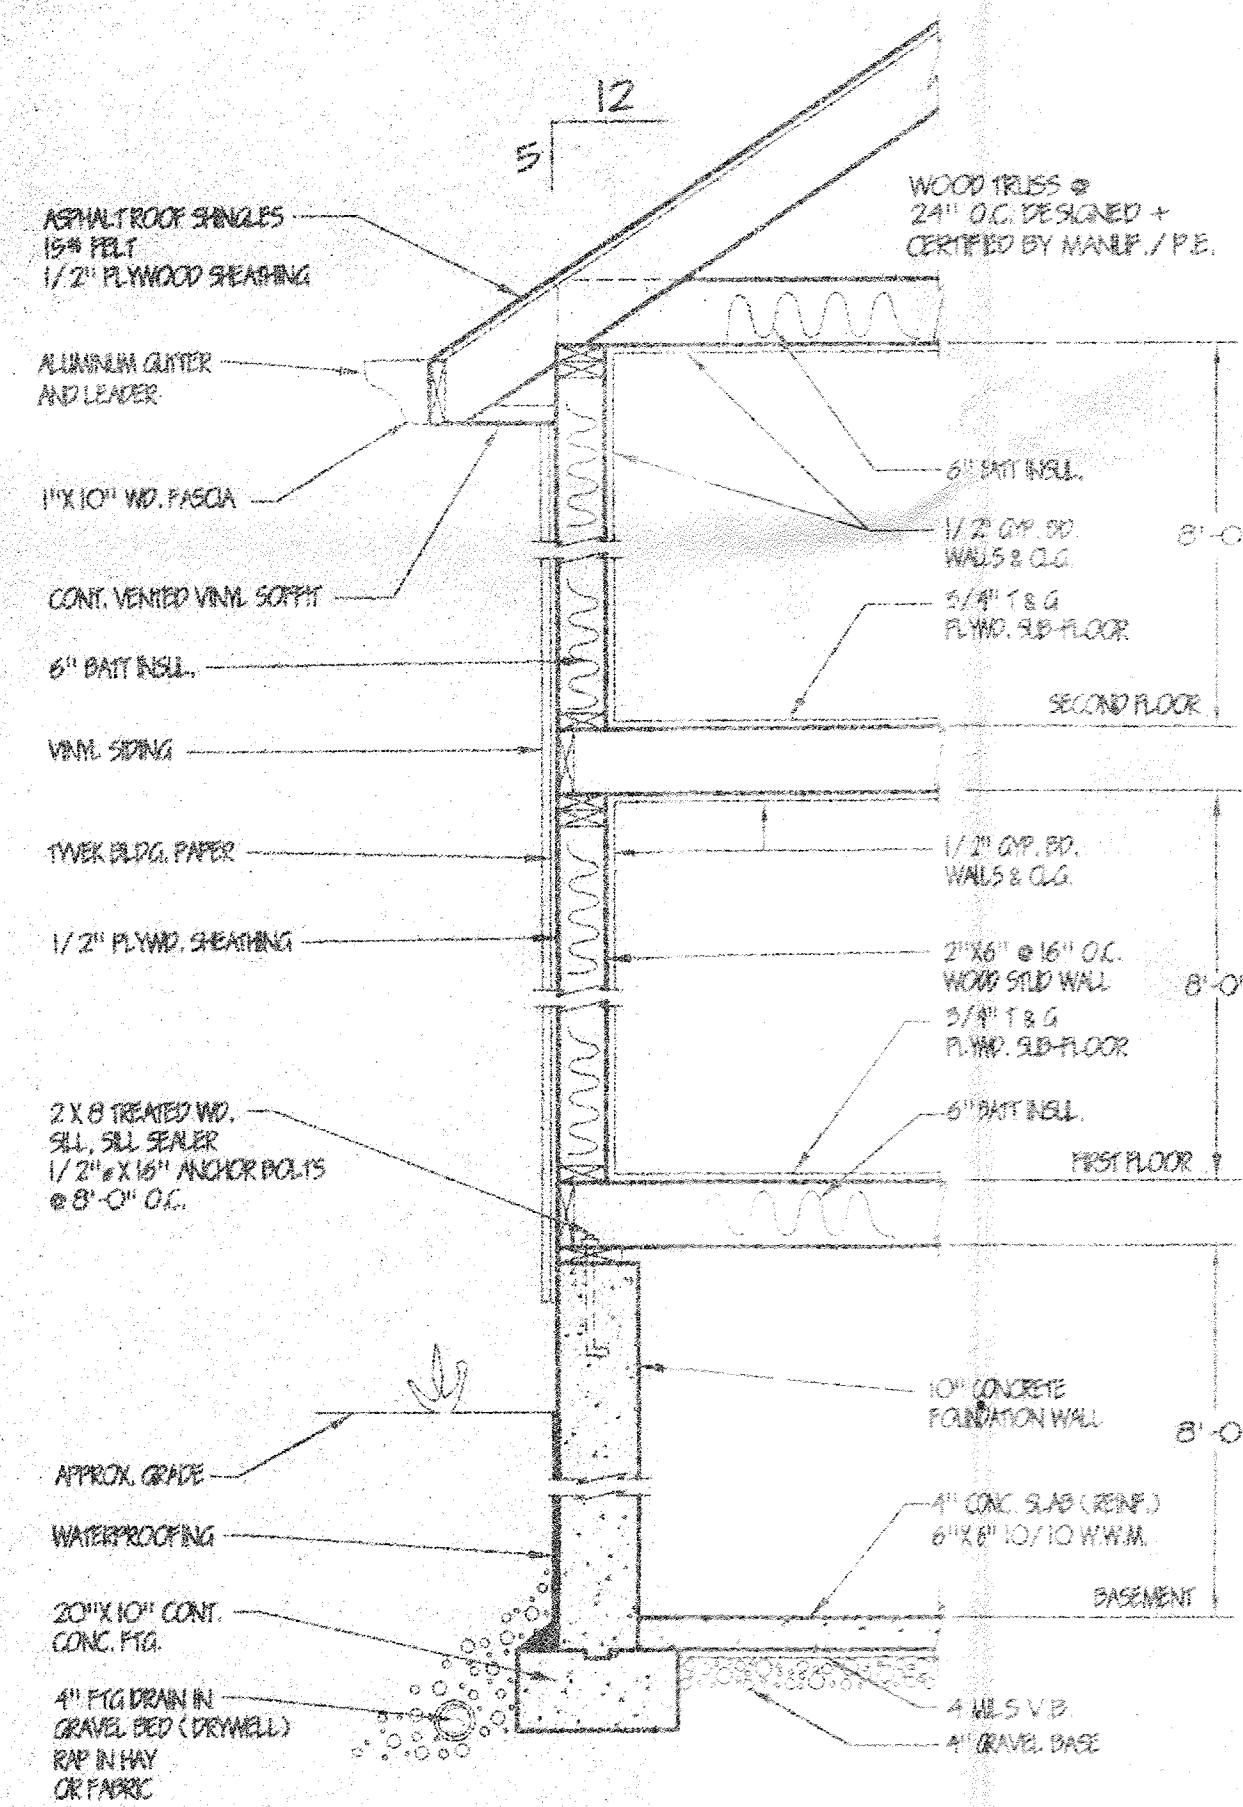 12
5
ASPHALT ROOF SHINGLES
15# FELT
1/2" PLYWOOD SHEATHING
WOOD TRUSS @
24" O.C. DESIGNED +
CERTIFIED BY MANUF. / P.E.
ALUMINUM GUTTER
AND LEADER
1"X10" WD. FASCIA
CONT. VENTED VINYL SOFFIT
6" BATT INSUL.
VINYL SIDING
TYVEK BLDG. PAPER
1/2" PLYWD. SHEATHING
2 X 8 TREATED WD.
SILL, SILL SEALER
1/2"ø X 16" ANCHOR BOLTS
@ 8'-0" O.C.
APPROX. GRADE
WATERPROOFING
20"X10" CONT.
CONC. FTG.
4" FTG DRAIN IN
GRAVEL BED (DRYWELL)
RAP IN HAY
OR FABRIC
6" BATT INSUL.
1/2" GYP. BD.
WALLS & CLG.
8'-0
3/4" T & G
PLYWD. SUB-FLOOR
SECOND FLOOR
1/2" GYP. BD.
WALLS & CLG.
2"X6" @ 16" O.C.
WOOD STUD WALL
8'-0'
3/4" T & G
PLYWD. SUB-FLOOR
6" BATT INSUL.
FIRST FLOOR
10" CONCRETE
FOUNDATION WALL
8'-0
4" CONC. SLAB (REINF.)
6"X6" 10/10 W.W.M.
BASEMENT
4 MILS V.B.
4" GRAVEL BASE